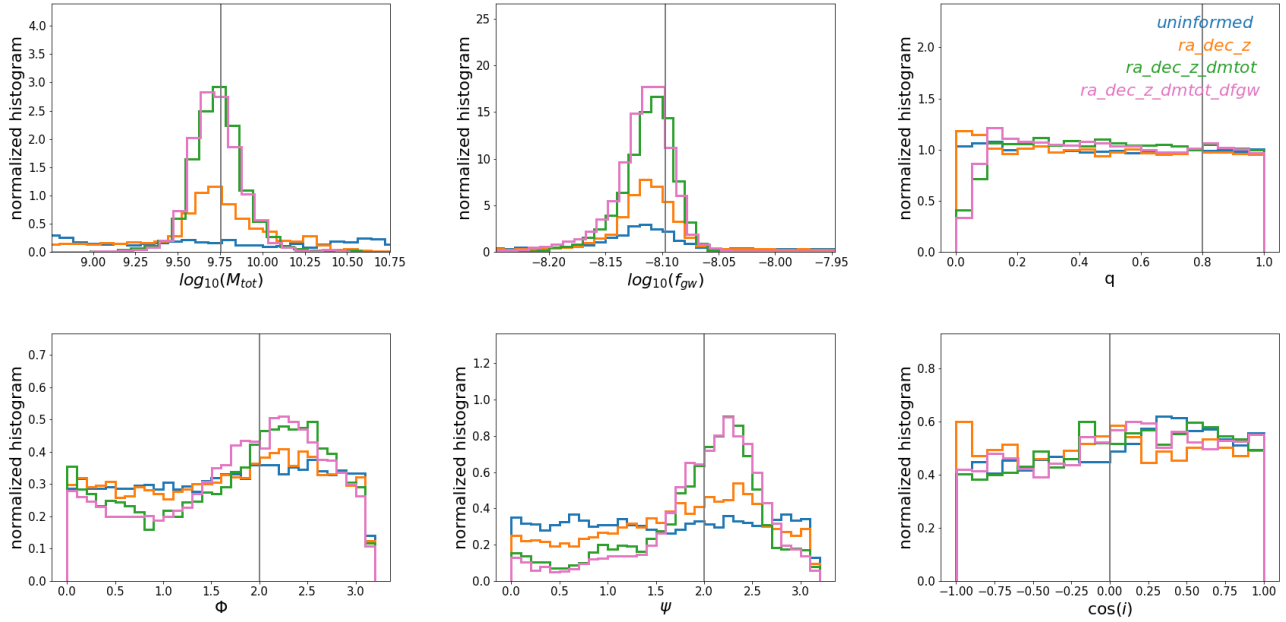 normalized histogram
4.0
3.5
3.0
2.5
2.0
1.5
1.0
0.5
0.0
9.00 9.25 9.50 9.75 10.00 10.25 10.50 10.75
log₁₀(M_tot)
normalized histogram
25
20
15
10
5
0
−8.20 −8.15 −8.10 −8.05 −8.00 −7.95
log₁₀(f_gw)
normalized histogram
2.0
1.5
1.0
0.5
0.0
0.0 0.2 0.4 0.6 0.8 1.0
q
uninformed
ra_dec_z
ra_dec_z_dmtot
ra_dec_z_dmtot_dfgw
normalized histogram
0.7
0.6
0.5
0.4
0.3
0.2
0.1
0.0
0.0 0.5 1.0 1.5 2.0 2.5 3.0
Φ
normalized histogram
1.2
1.0
0.8
0.6
0.4
0.2
0.0
0.0 0.5 1.0 1.5 2.0 2.5 3.0
ψ
normalized histogram
0.8
0.6
0.4
0.2
0.0
−1.00 −0.75 −0.50 −0.25 0.00 0.25 0.50 0.75 1.00
cos(i)